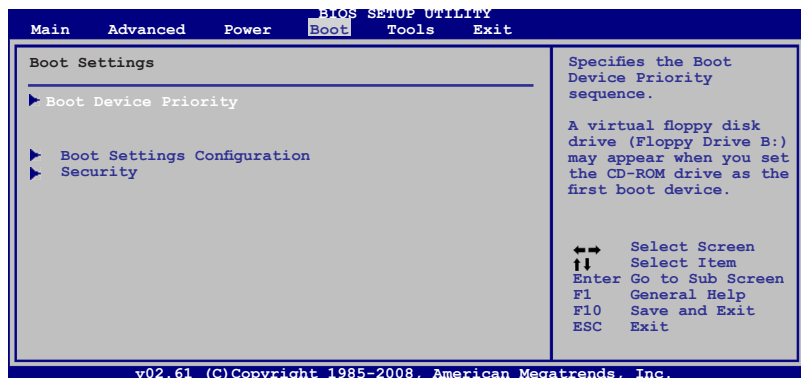 BIOS SETUP UTILITY
Main Advanced Power Boot Tools Exit
Boot Settings
Boot Device Priority
Boot Settings Configuration
Security
Specifies the Boot
Device Priority
sequence.
A virtual floppy disk
drive (Floppy Drive B:)
may appear when you set
the CD-ROM drive as the
first boot device.
←→ Select Screen
↑↓ Select Item
Enter Go to Sub Screen
F1 General Help
F10 Save and Exit
ESC Exit
v02.61 (C)Copyright 1985-2008, American Megatrends, Inc.